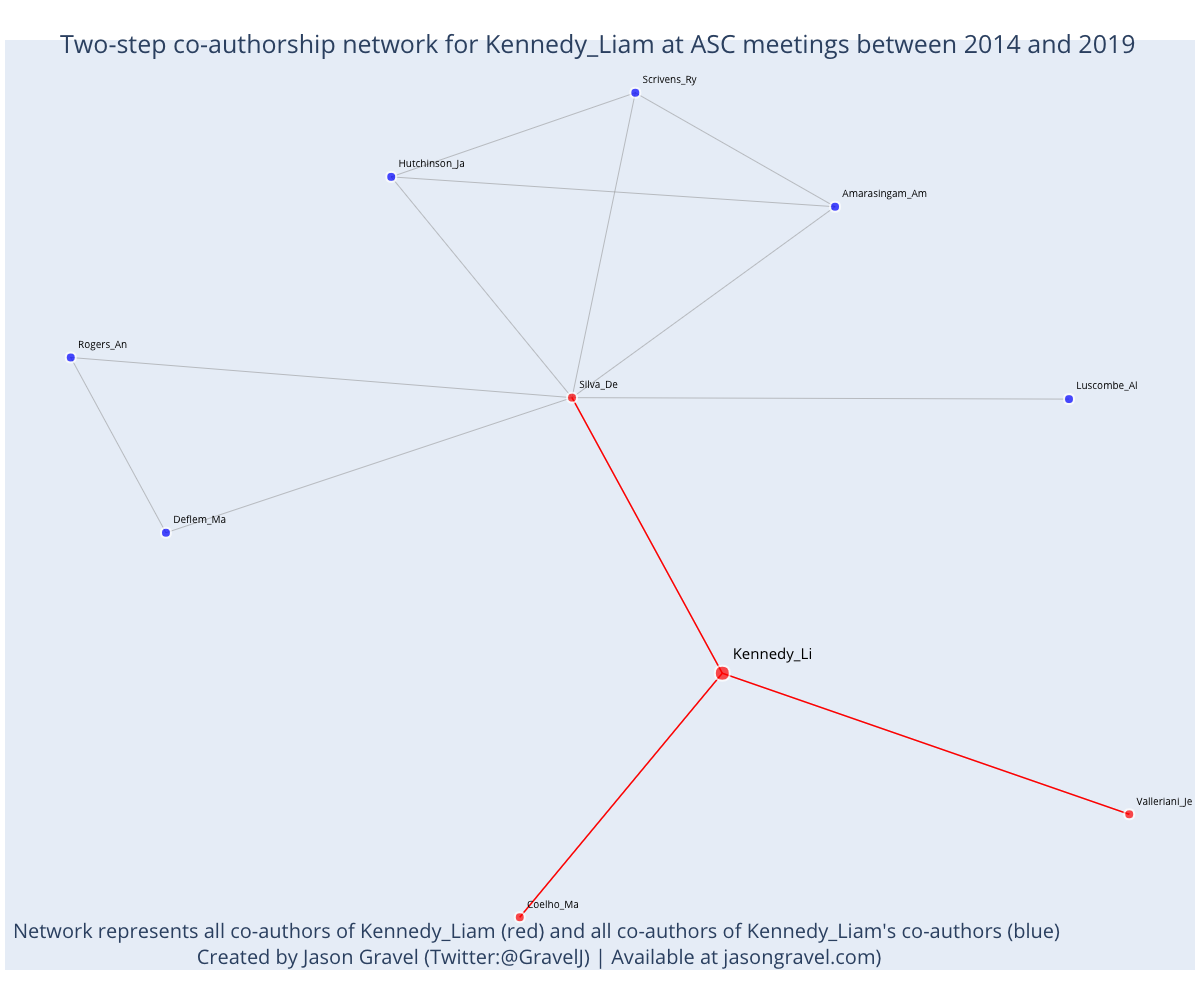 Two-step co-authorship network for Kennedy_Liam at ASC meetings between 2014 and 2019
Scrivens_Ry
Hutchinson_Ja
Amarasingam_Am
Rogers_An
Silva_De
Luscombe_Al
Deflem_Ma
Kennedy_Li
Valleriani_Je
Coelho_Ma
Network represents all co-authors of Kennedy_Liam (red) and all co-authors of Kennedy_Liam's co-authors (blue)
Created by Jason Gravel (Twitter:@GravelJ) | Available at jasongravel.com)